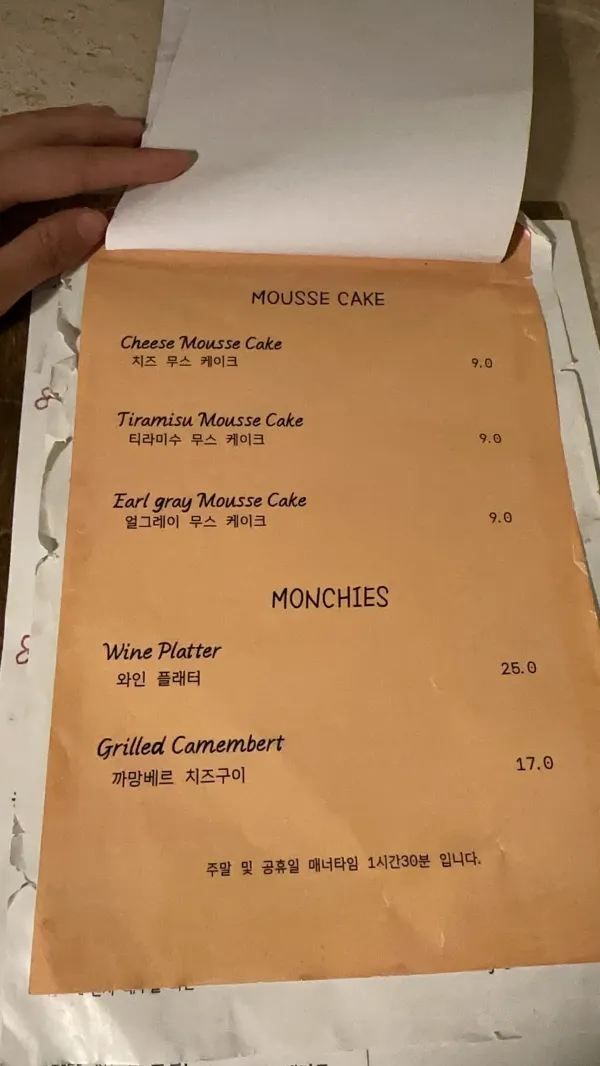 MOUSSE CAKE
Cheese Mousse Cake
치즈 무스 케이크 9.0
Tiramisu Mousse Cake
티라미수 무스 케이크 9.0
Earl gray Mousse Cake
얼그레이 무스 케이크 9.0
MONCHIES
Wine Platter
와인 플래터 25.0
Grilled Camembert
까망베르 치즈구이 17.0
주말 및 공휴일 매너타임 1시간30분 입니다.